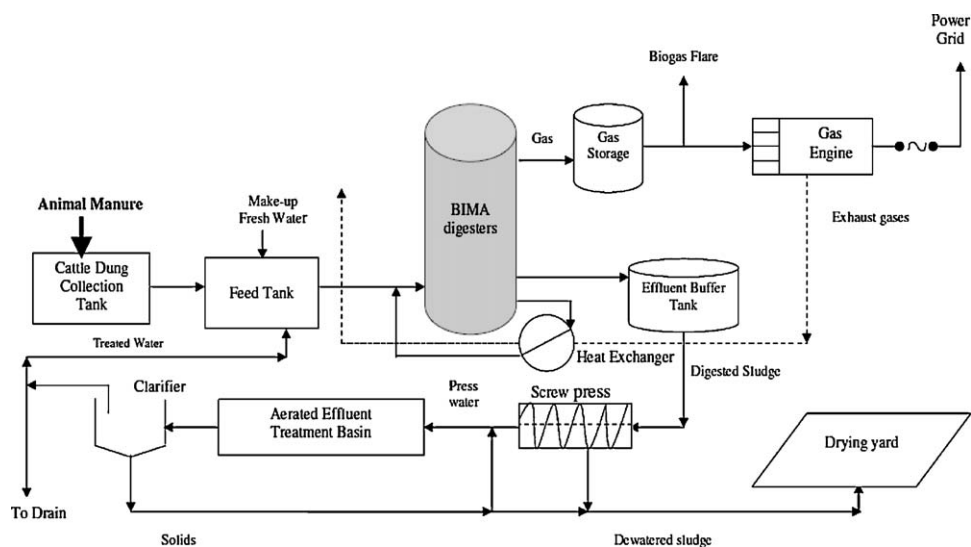 Power
Grid
Biogas Flare
Gas
Gas
Storage
Gas
Engine
Animal Manure
Make-up
Fresh Water
BIMA
digesters
Exhaust gases
Cattle Dung
Collection
Tank
Feed Tank
Effluent Buffer
Tank
Treated Water
Heat Exchanger
Digested Sludge
Clarifier
Press
water
Screw press
Aerated Effluent
Treatment Basin
Drying yard
To Drain
Solids
Dewatered sludge